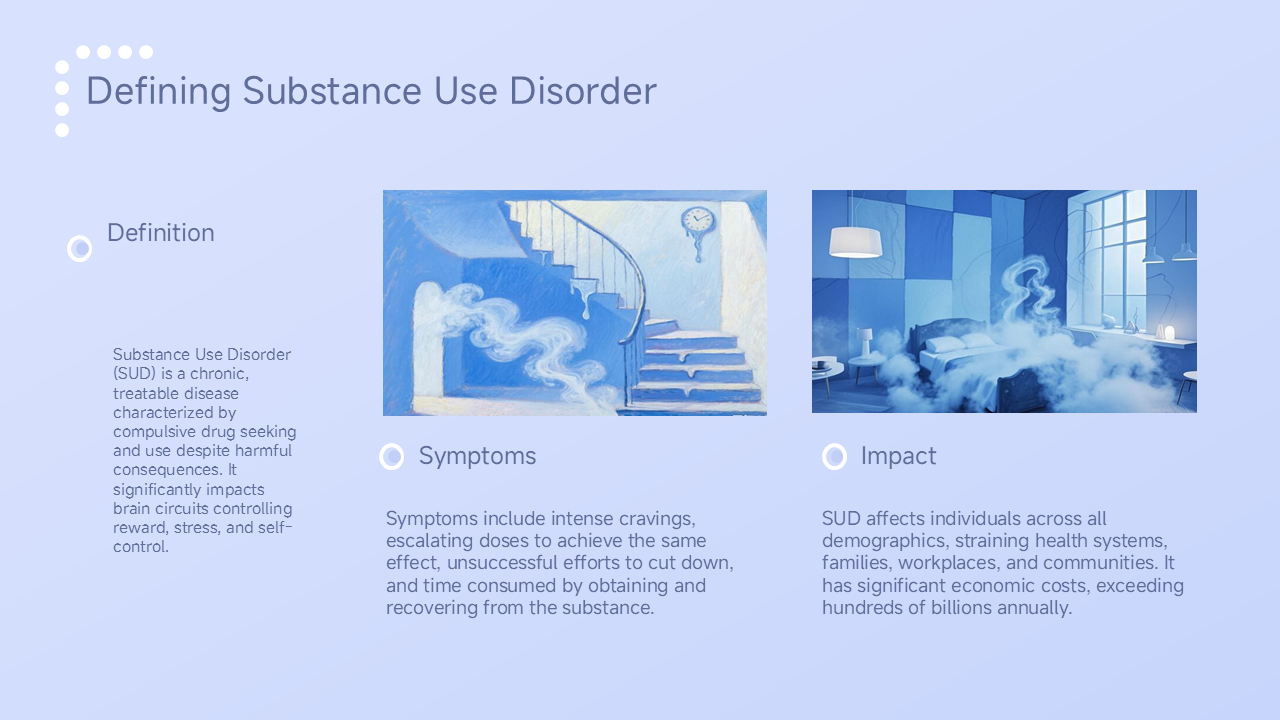 Defining Substance Use Disorder
Definition
Substance Use Disorder
(SUD) is a chronic,
treatable disease
characterized by
compulsive drug seeking
and use despite harmful
consequences. It
significantly impacts
brain circuits controlling
reward, stress, and self-
control.
Symptoms
Symptoms include intense cravings,
escalating doses to achieve the same
effect, unsuccessful efforts to cut down,
and time consumed by obtaining and
recovering from the substance.
Impact
SUD affects individuals across all
demographics, straining health systems,
families, workplaces, and communities. It
has significant economic costs, exceeding
hundreds of billions annually.